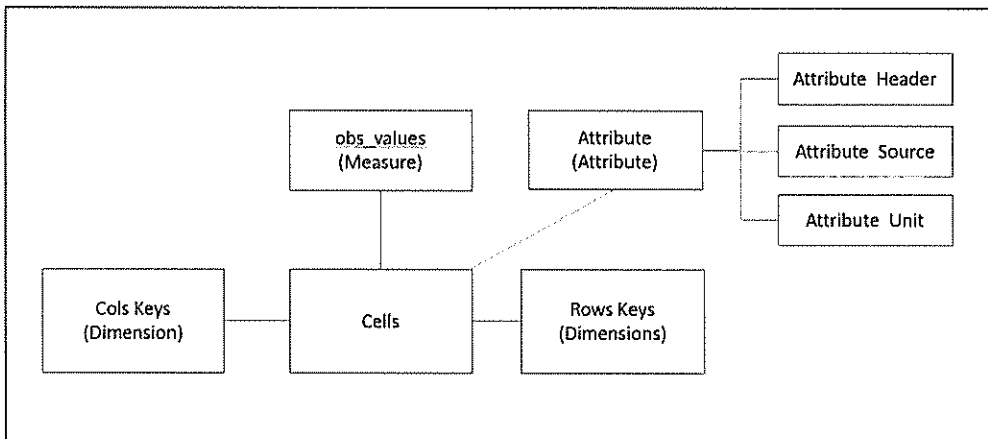 Attribute Header
obs_values
(Measure)
Attribute
(Attribute)
Attribute Source
Attribute Unit
Cols Keys
(Dimension)
Cells
Rows Keys
(Dimensions)